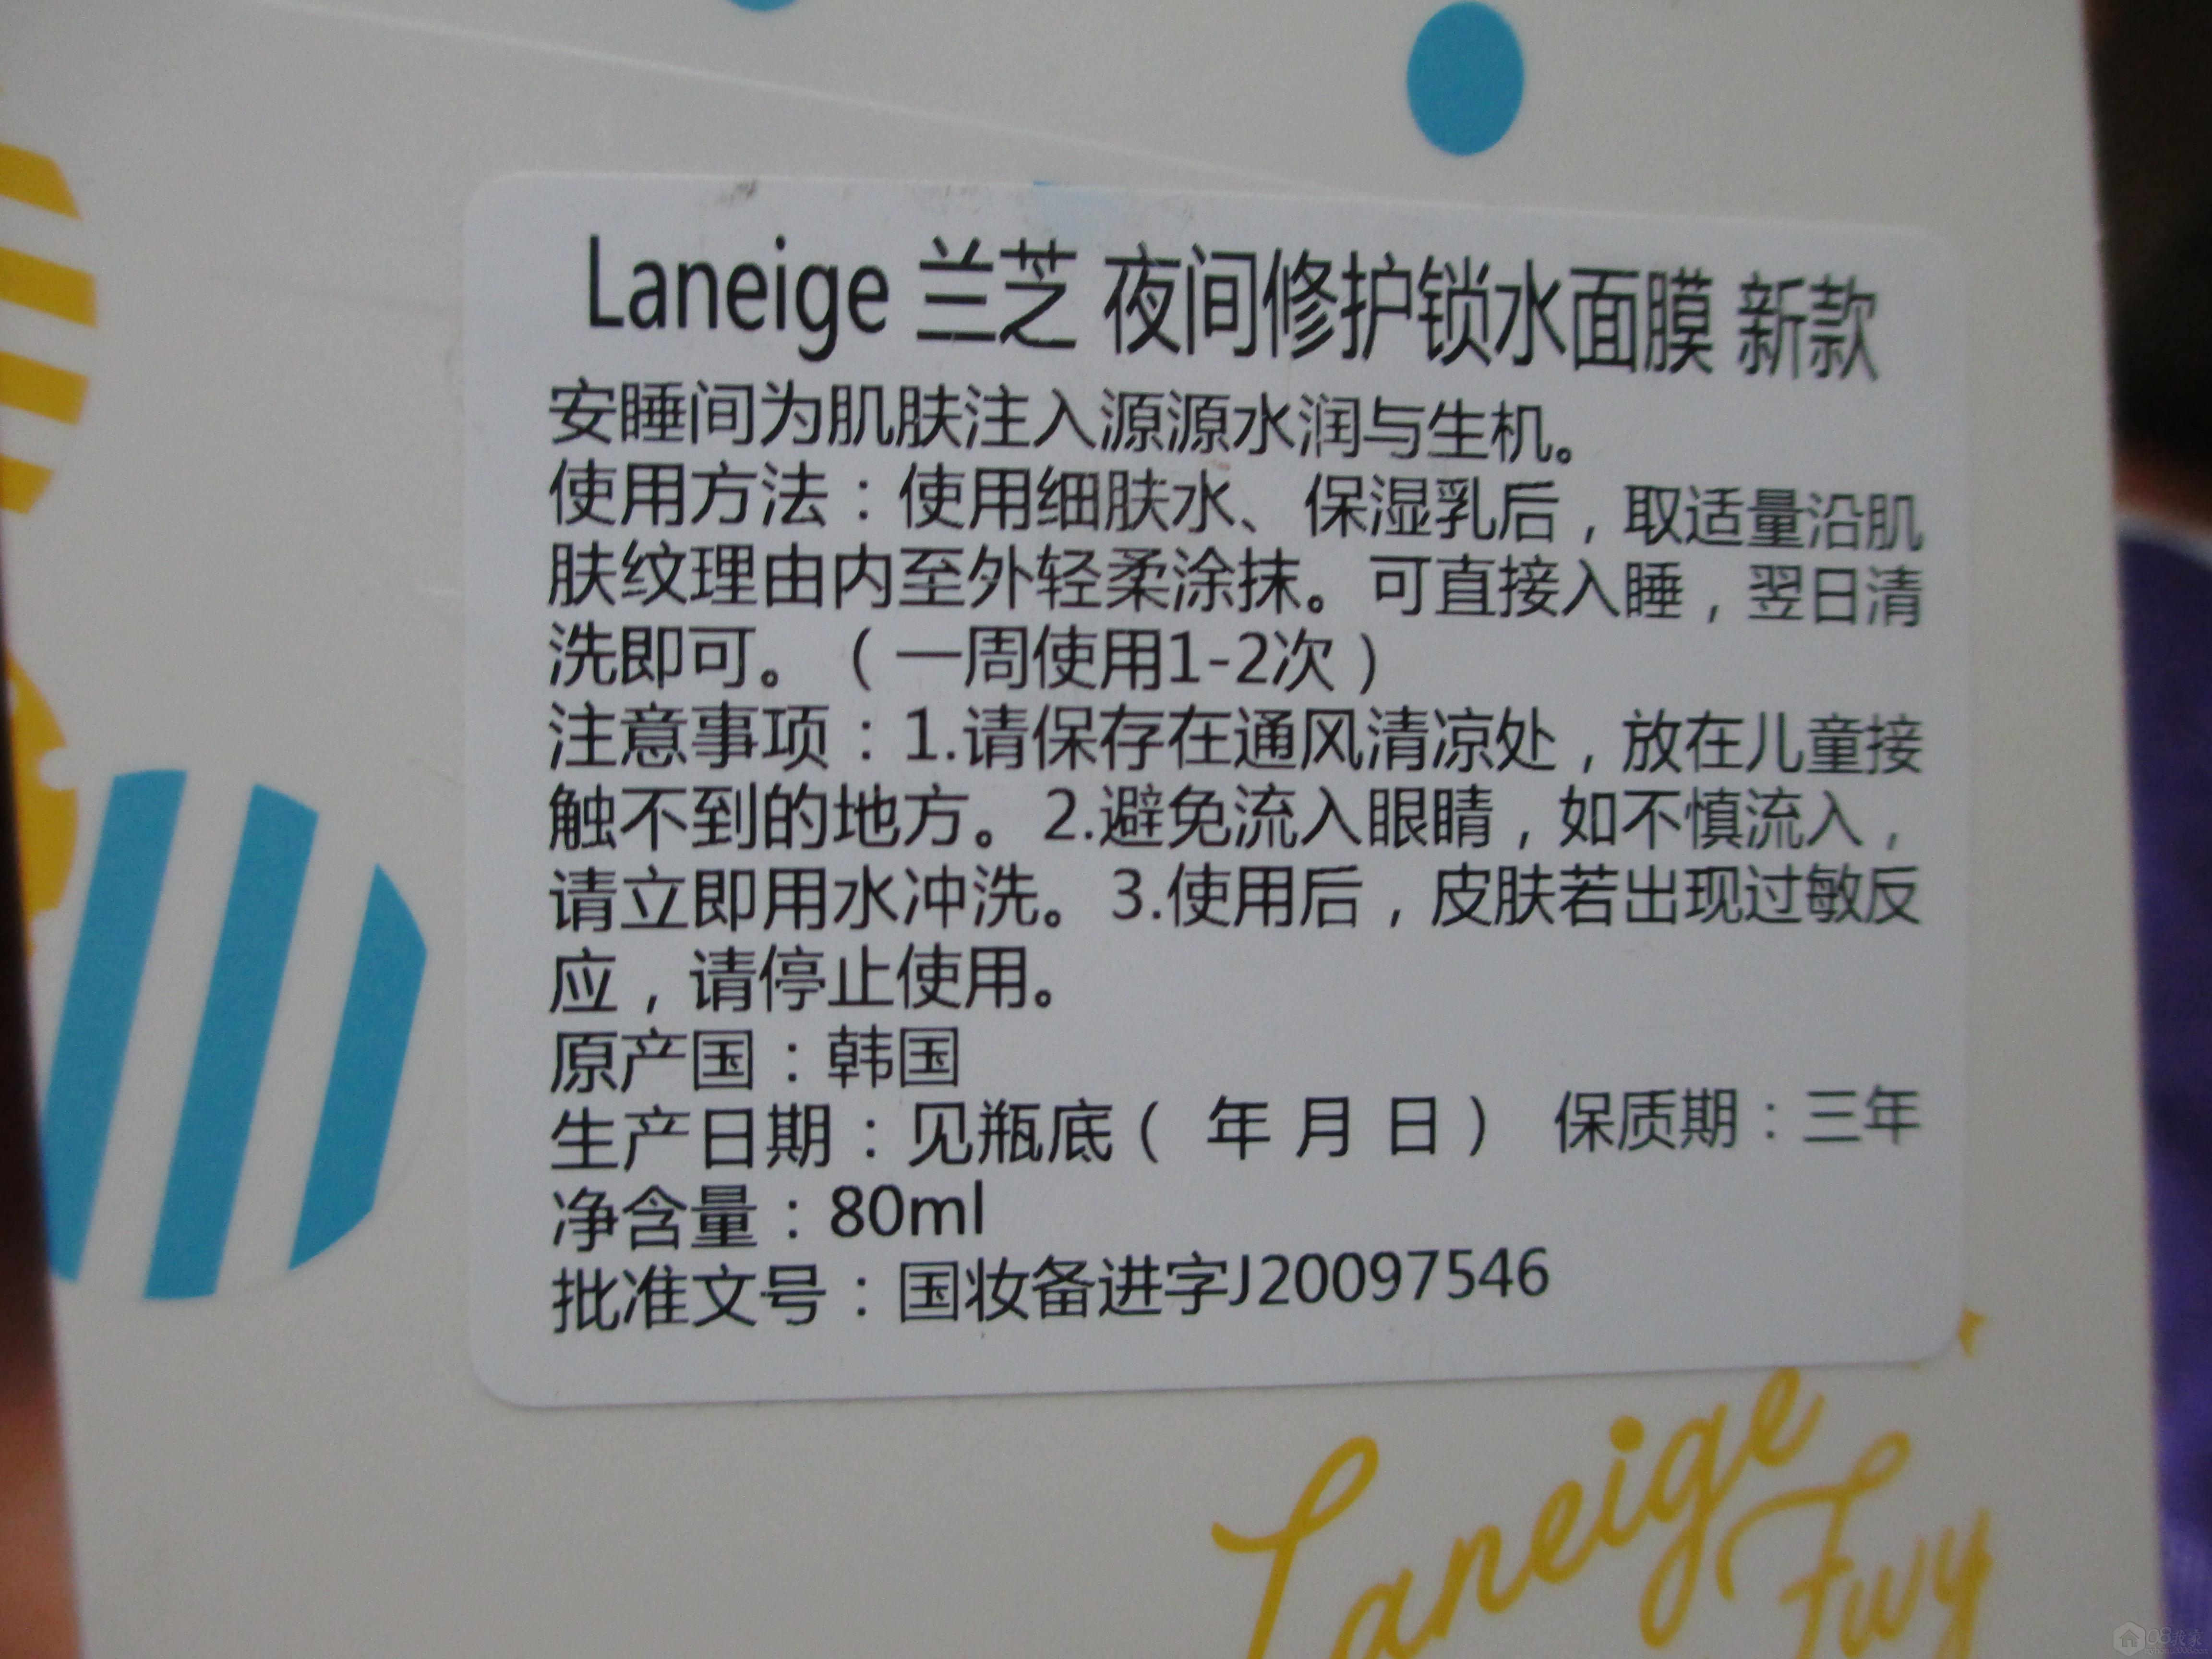 Laneige 兰芝 夜间修护锁水面膜 新款
安睡间为肌肤注入源源水润与生机。
使用方法：使用细肤水、保湿乳后，取适量沿肌
肤纹理由内至外轻柔涂抹。可直接入睡，翌日清
洗即可。（一周使用1-2次）
注意事项：1.请保存在通风清凉处，放在儿童接
触不到的地方。2.避免流入眼睛，如不慎流入，
请立即用水冲洗。3.使用后，皮肤若出现过敏反
应，请停止使用。
原产国：韩国
生产日期：见瓶底（ 年 月 日） 保质期：三年
净含量：80ml
批准文号：国妆备进字J20097546
Laneige